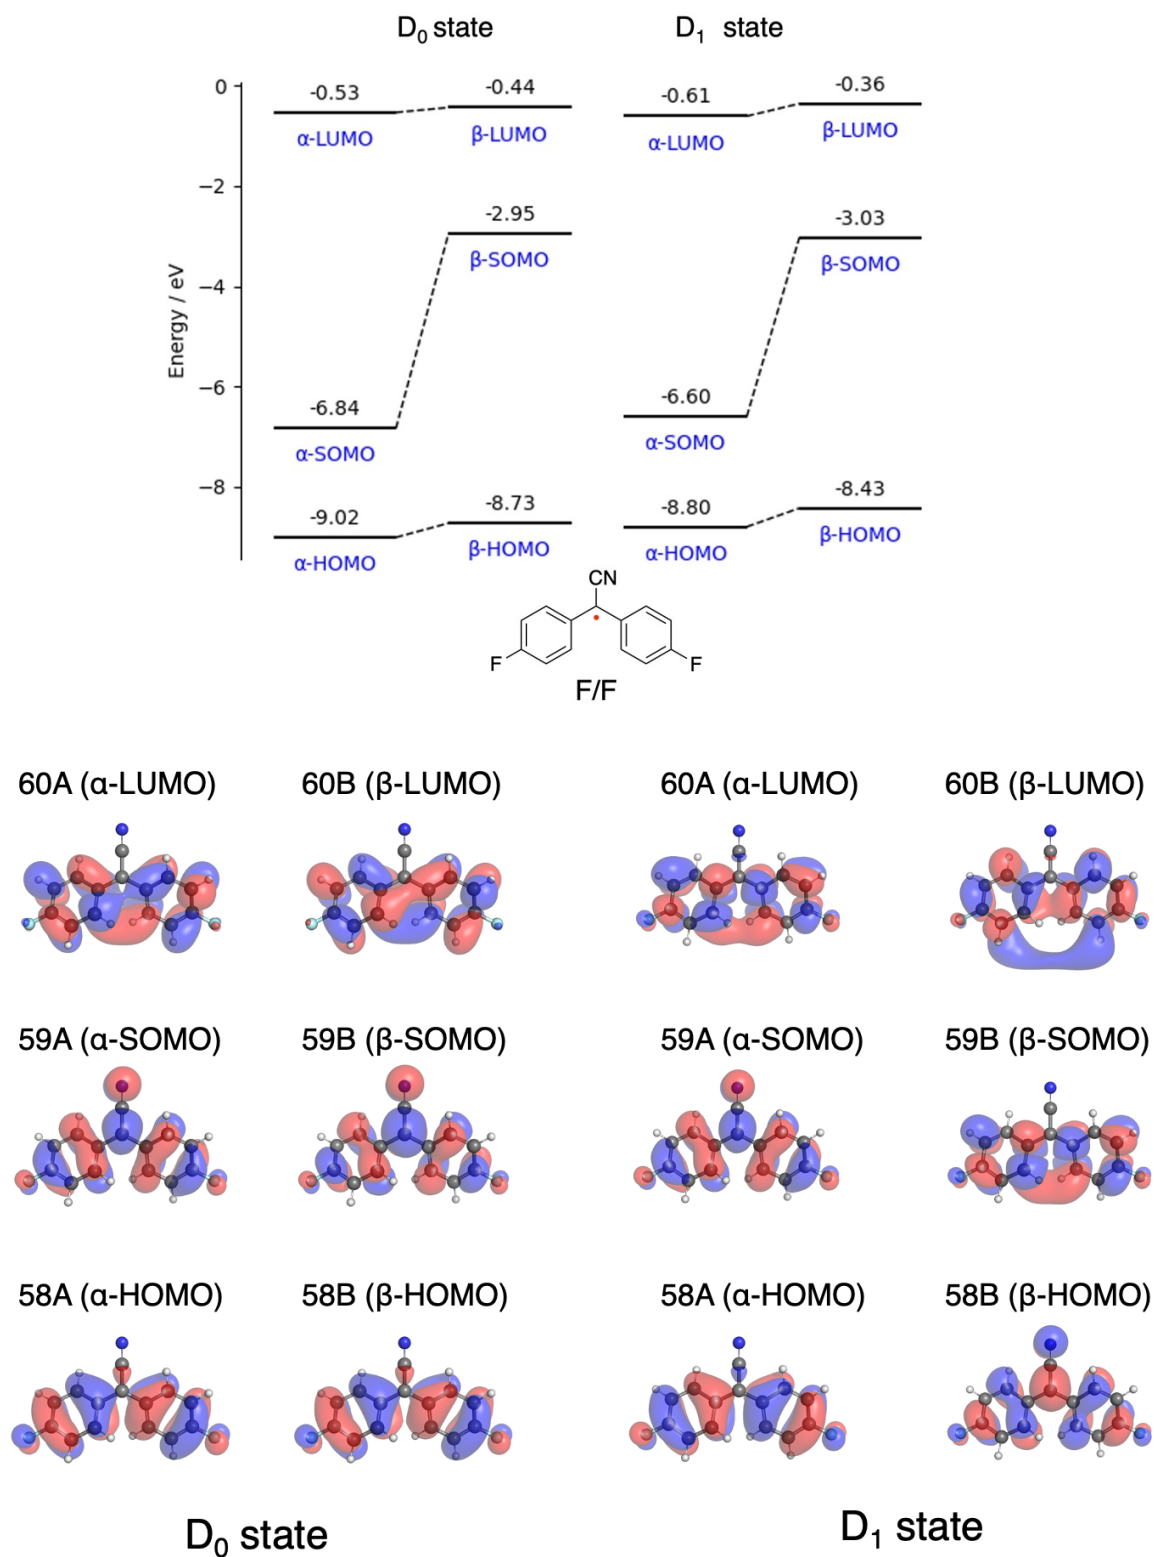 D₀ state D₁ state
0
-0.53 -0.44 -0.61 -0.36
α-LUMO β-LUMO α-LUMO β-LUMO
−2
-2.95 -3.03
β-SOMO β-SOMO
−4
Energy / eV
−6
-6.84 -6.60
α-SOMO α-SOMO
−8
-9.02 -8.73 -8.80 -8.43
α-HOMO β-HOMO α-HOMO β-HOMO
CN
F F
F/F
60A (α-LUMO) 60B (β-LUMO) 60A (α-LUMO) 60B (β-LUMO)
59A (α-SOMO) 59B (β-SOMO) 59A (α-SOMO) 59B (β-SOMO)
58A (α-HOMO) 58B (β-HOMO) 58A (α-HOMO) 58B (β-HOMO)
D₀ state D₁ state